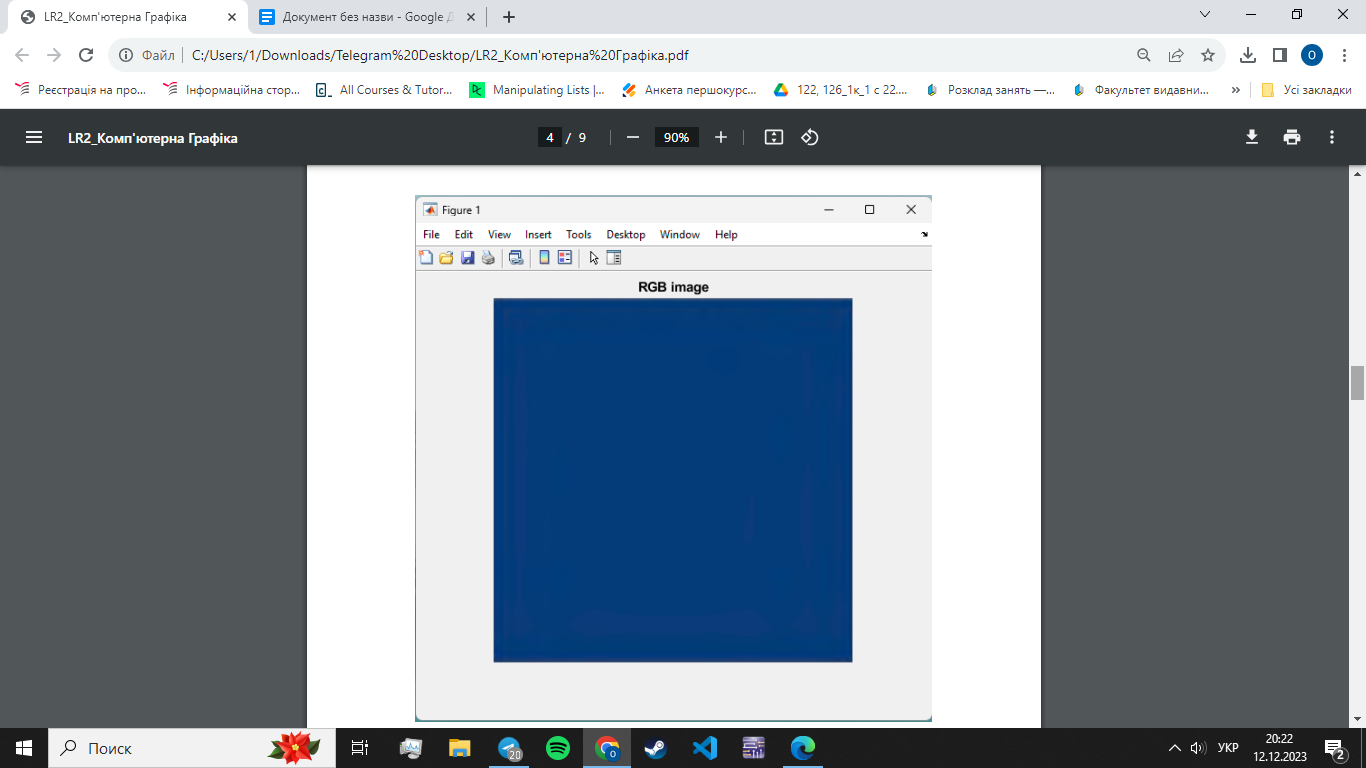 LR2_Комп'ютерна Графіка
Документ без назви - Google Д
Файл
C:/Users/1/Downloads/Telegram%20Desktop/LR2_Комп'ютерна%20Графіка.pdf
О
Реєстрація на про...
Інформаційна стор...
All Courses & Tutor...
Manipulating Lists |...
Анкета першокурс...
122, 126_1к_1 с 22....
Розклад занять —...
Факультет видавни...
»
Усі закладки
LR2_Комп'ютерна Графіка
4 / 9
90%
Figure 1
File Edit View Insert Tools Desktop Window Help
RGB image
Поиск
20
УКР
20:22
12.12.2023
2